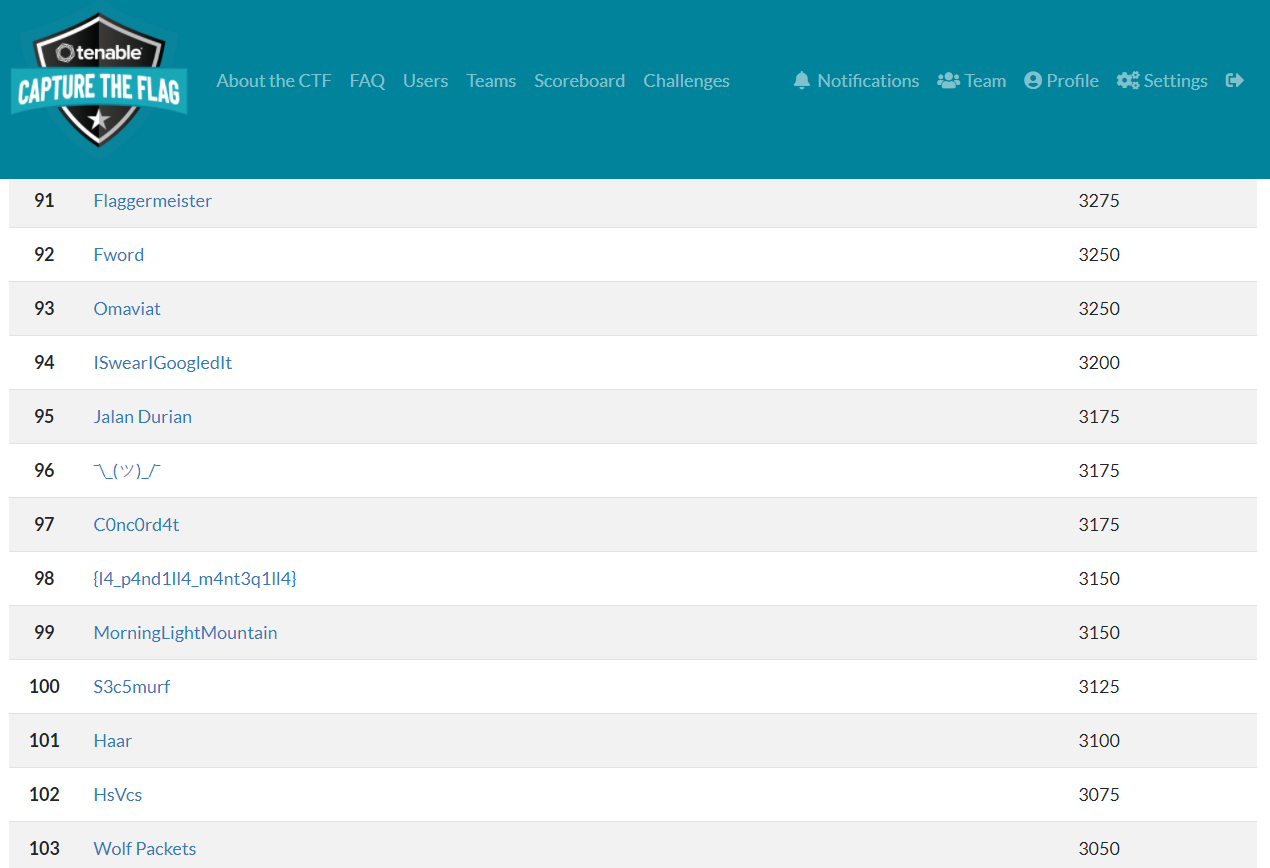 tenable
CAPTURE THE FLAG
About the CTF FAQ Users Teams Scoreboard Challenges Notifications Team Profile Settings
91 Flaggermeister 3275
92 Fword 3250
93 Omaviat 3250
94 ISwearIGoogledIt 3200
95 Jalan Durian 3175
96 ¯\_(ツ)_/¯ 3175
97 C0nc0rd4t 3175
98 {l4_p4nd1ll4_m4nt3q1ll4} 3150
99 MorningLightMountain 3150
100 S3c5murf 3125
101 Haar 3100
102 HsVcs 3075
103 Wolf Packets 3050